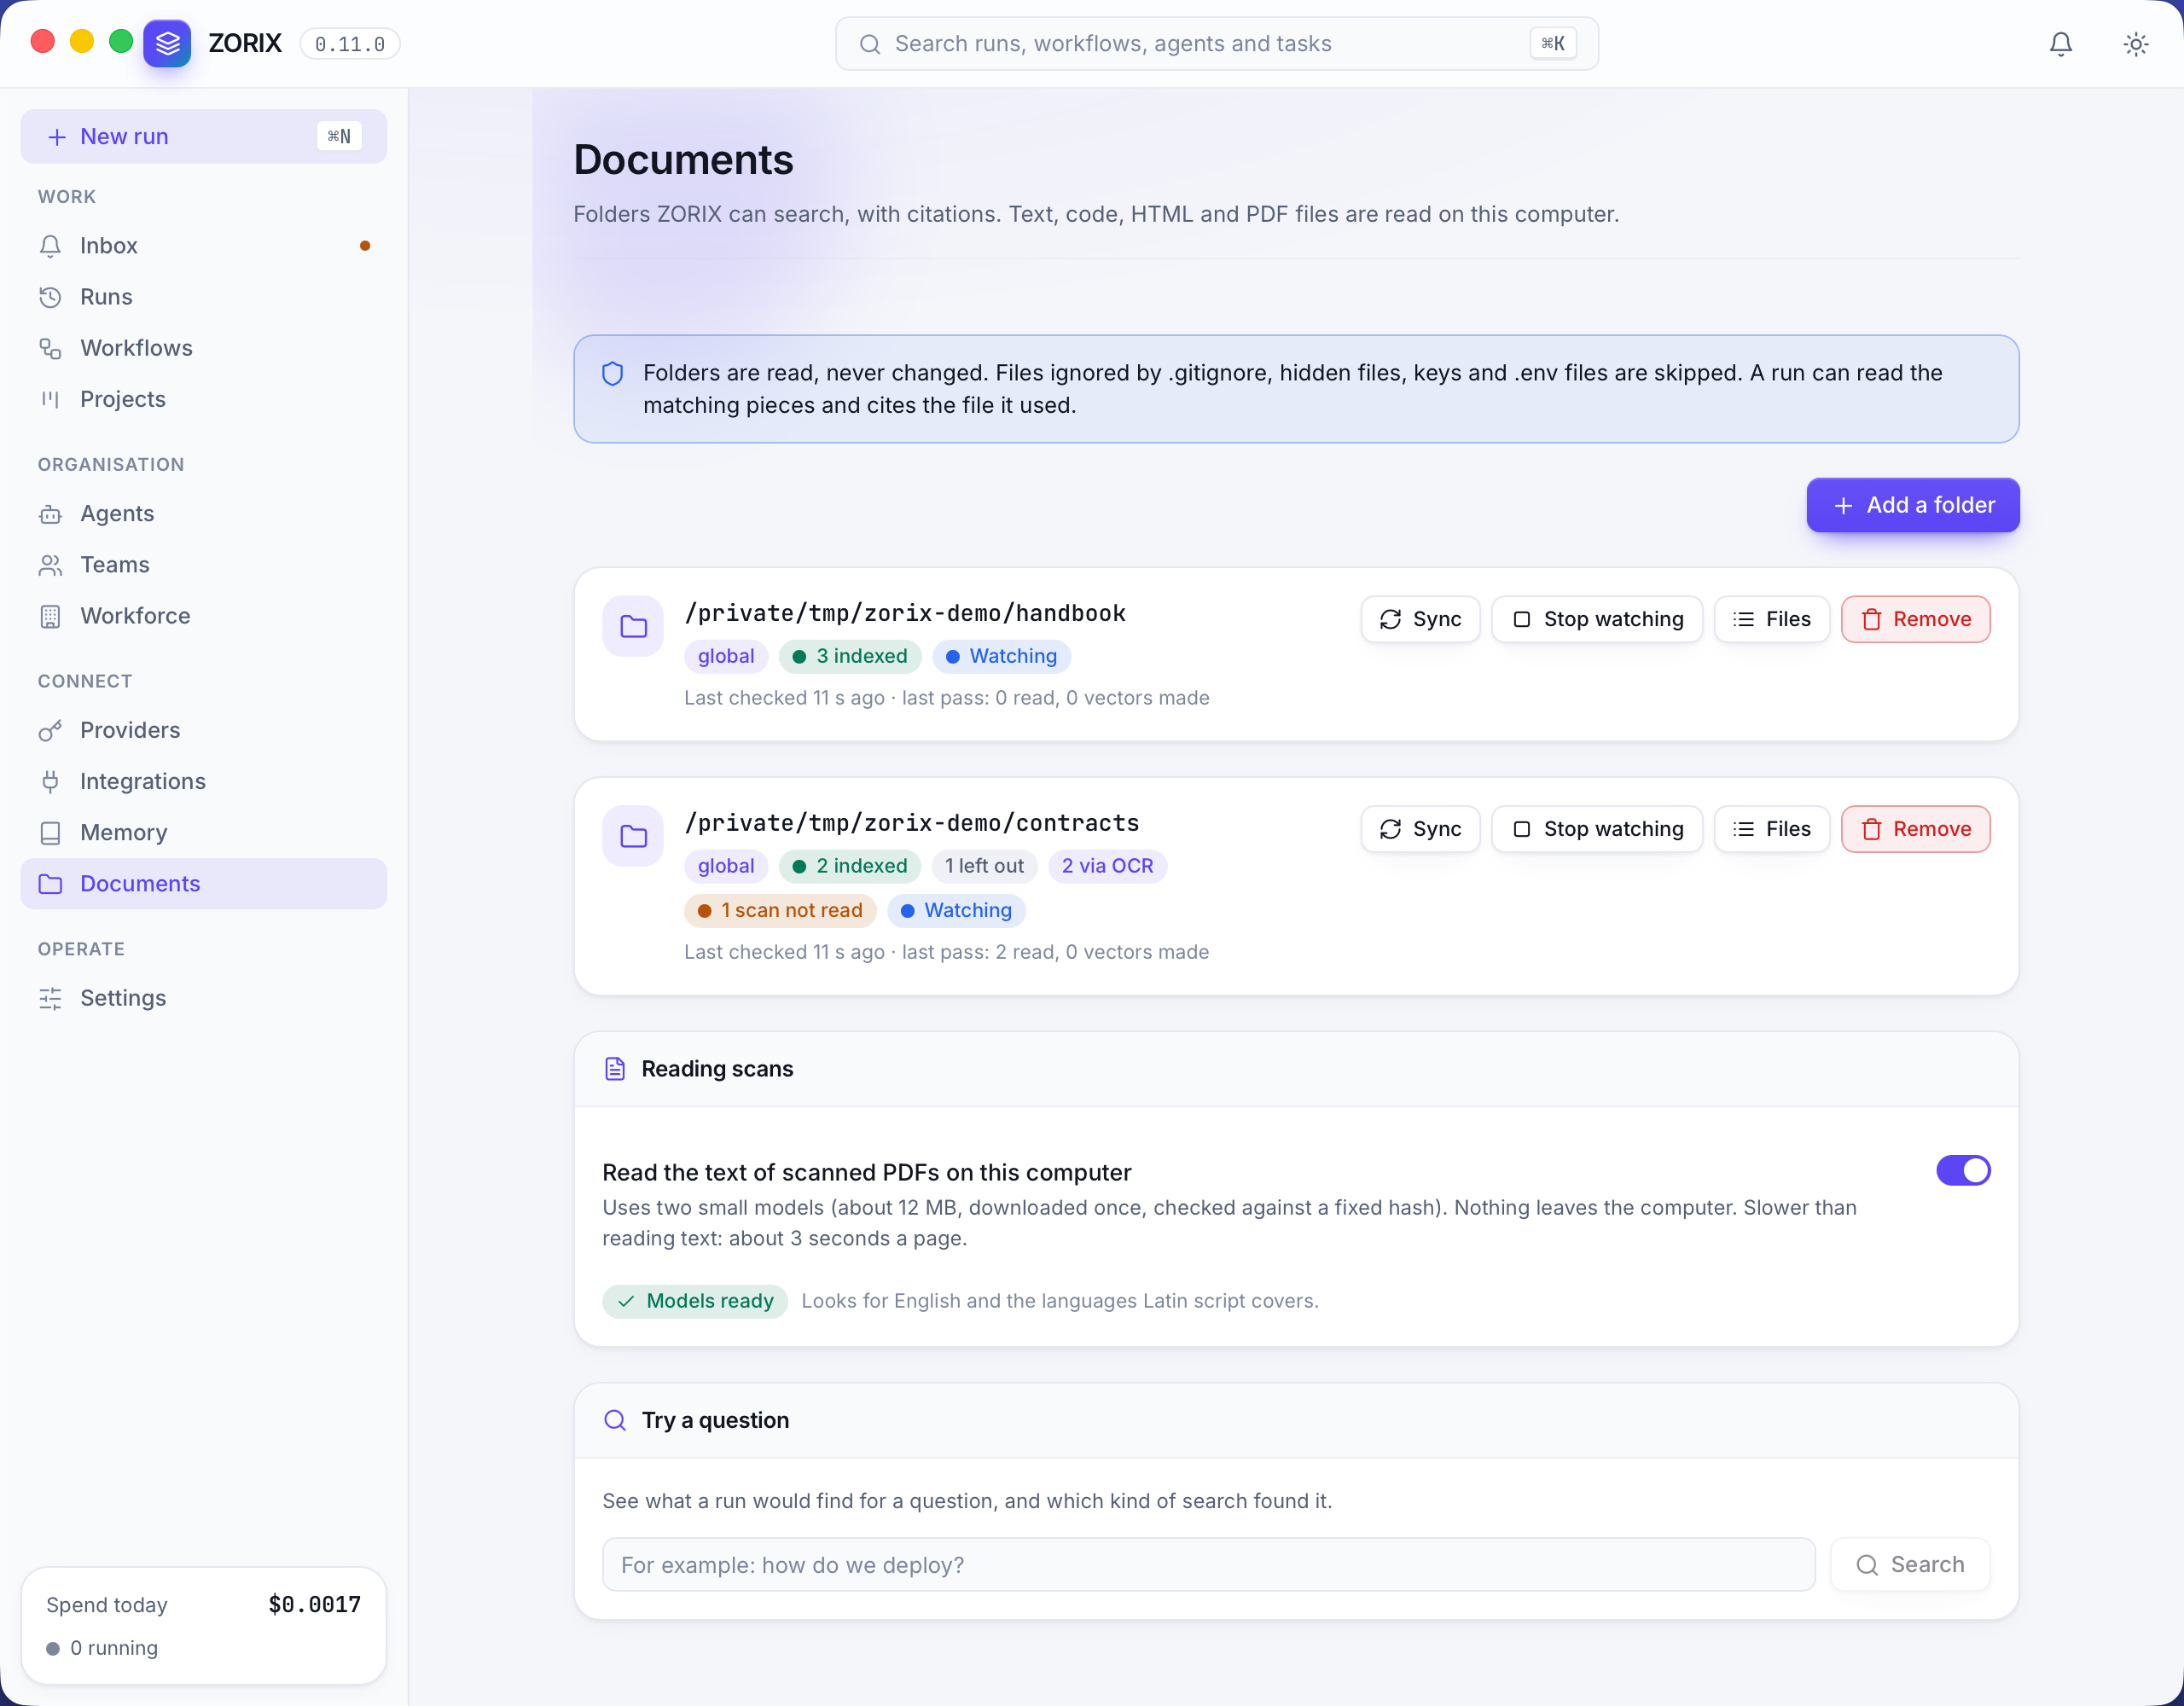 ZORIX 0.11.0
Search runs, workflows, agents and tasks ⌘K
New run ⌘N
WORK
Inbox
Runs
Workflows
Projects
ORGANISATION
Agents
Teams
Workforce
CONNECT
Providers
Integrations
Memory
Documents
OPERATE
Settings
Spend today $0.0017
0 running
Documents
Folders ZORIX can search, with citations. Text, code, HTML and PDF files are read on this computer.
Folders are read, never changed. Files ignored by .gitignore, hidden files, keys and .env files are skipped. A run can read the
matching pieces and cites the file it used.
Add a folder
/private/tmp/zorix-demo/handbook
Sync Stop watching Files Remove
global 3 indexed Watching
Last checked 11 s ago · last pass: 0 read, 0 vectors made
/private/tmp/zorix-demo/contracts
Sync Stop watching Files Remove
global 2 indexed 1 left out 2 via OCR
1 scan not read Watching
Last checked 11 s ago · last pass: 2 read, 0 vectors made
Reading scans
Read the text of scanned PDFs on this computer
Uses two small models (about 12 MB, downloaded once, checked against a fixed hash). Nothing leaves the computer. Slower than
reading text: about 3 seconds a page.
Models ready Looks for English and the languages Latin script covers.
Try a question
See what a run would find for a question, and which kind of search found it.
For example: how do we deploy? Search